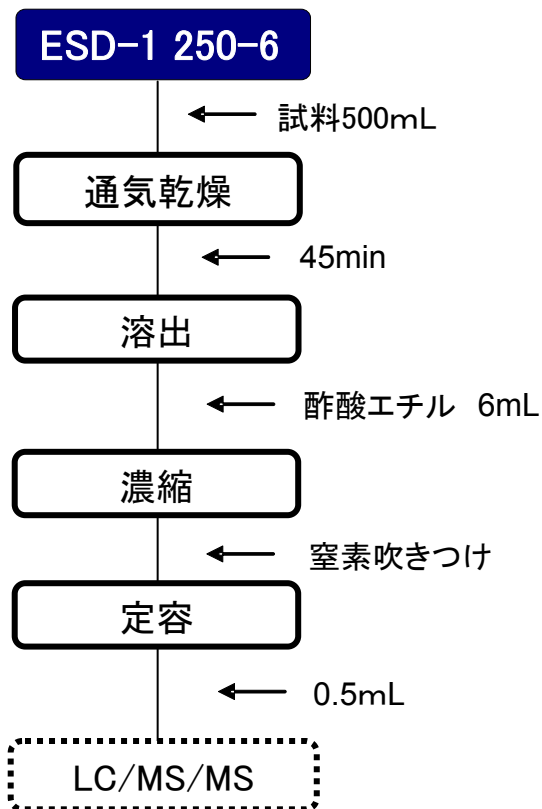 ESD-1 250-6
試料500mL
通気乾燥
45min
溶出
酢酸エチル 6mL
濃縮
窒素吹きつけ
定容
0.5mL
LC/MS/MS